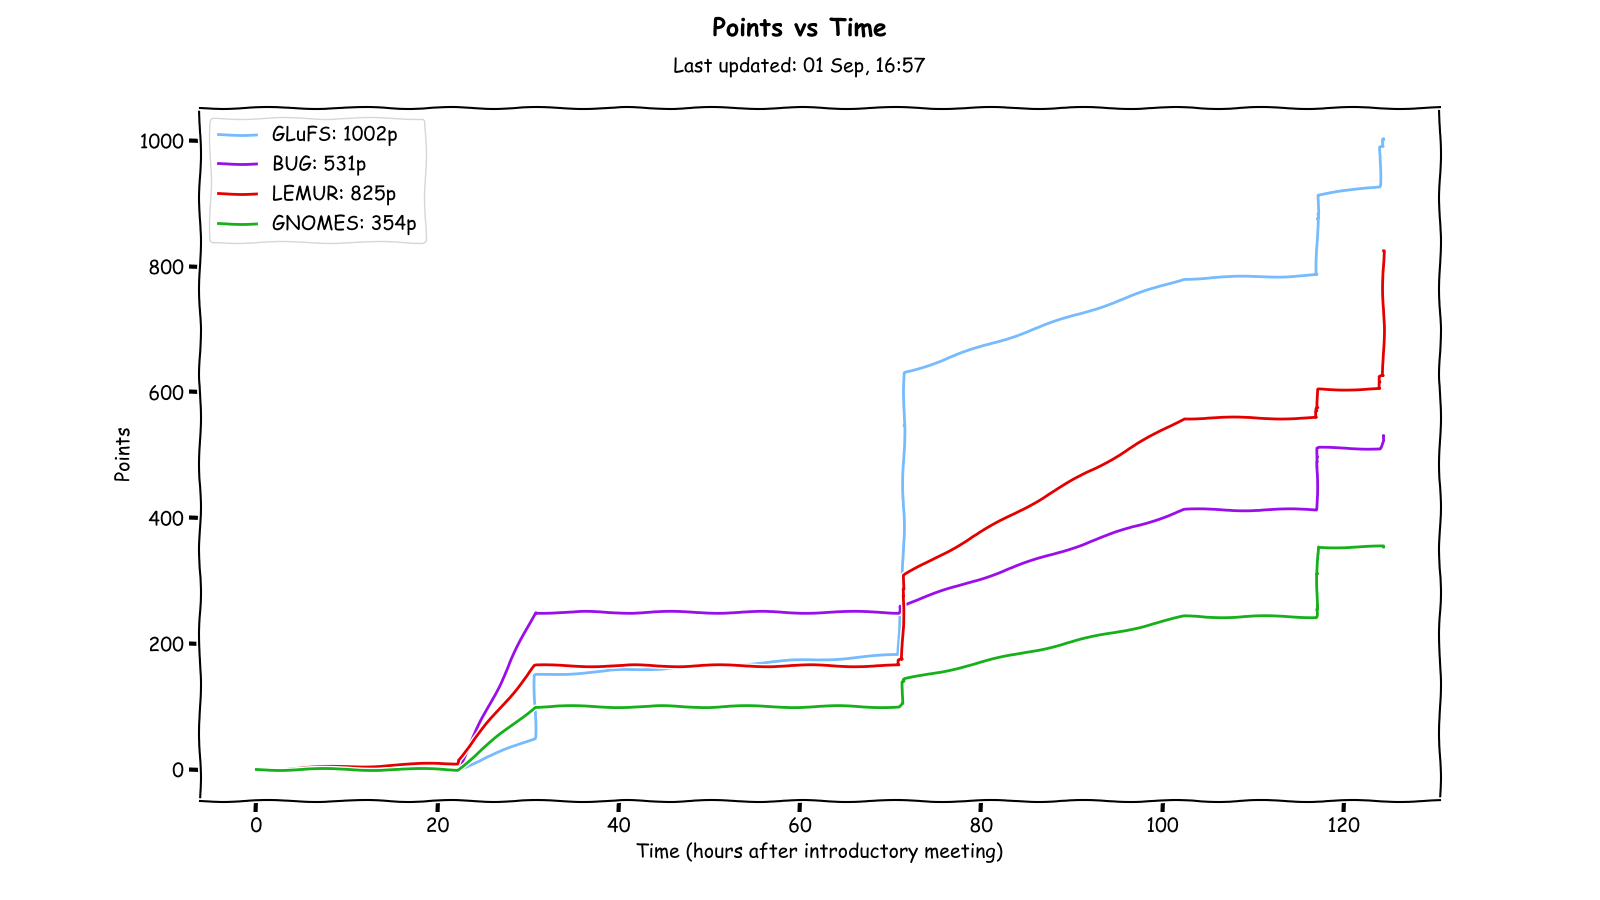 Points vs Time
Last updated: 01 Sep, 16:57
GLuFS: 1002p
BUG: 531p
LEMUR: 825p
GNOMES: 354p
1000
800
600
400
200
0
Points
0 20 40 60 80 100 120
Time (hours after introductory meeting)